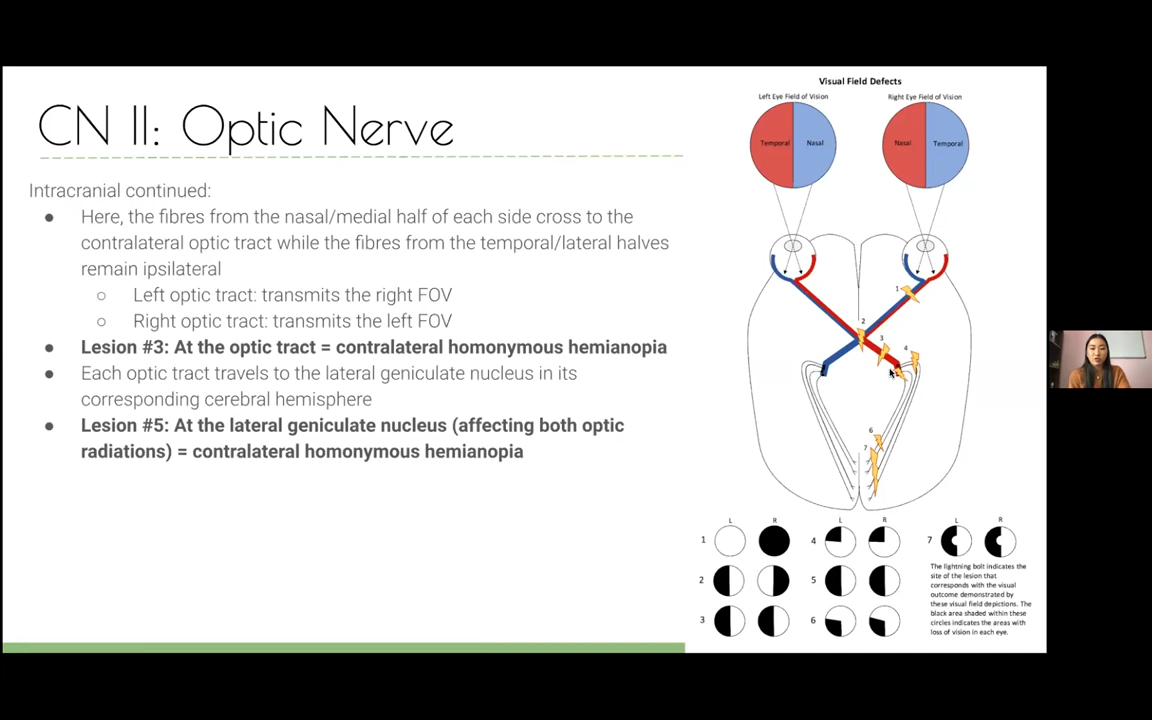 CN II: Optic Nerve
Intracranial continued:
● Here, the fibres from the nasal/medial half of each side cross to the
contralateral optic tract while the fibres from the temporal/lateral halves
remain ipsilateral
○ Left optic tract: transmits the right FOV
○ Right optic tract: transmits the left FOV
● Lesion #3: At the optic tract = contralateral homonymous hemianopia
● Each optic tract travels to the lateral geniculate nucleus in its
corresponding cerebral hemisphere
● Lesion #5: At the lateral geniculate nucleus (affecting both optic
radiations) = contralateral homonymous hemianopia
Visual Field Defects
Left Eye Field of Vision
Right Eye Field of Vision
Temporal
Nasal
Nasal
Temporal
1
2
3
4
6
7
L R
1
2
3
L R
4
5
6
L R
7
The lightning bolt indicates the
site of the lesion that
corresponds with the visual
outcome demonstrated by
these visual field depictions. The
black area shaded within these
circles indicates the areas with
loss of vision in each eye.